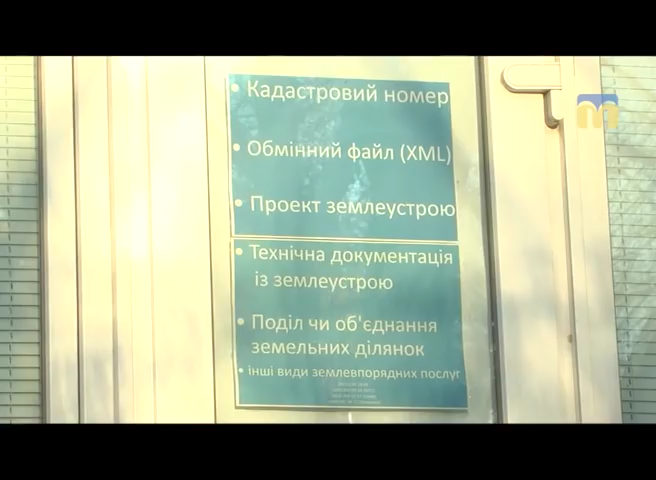 • Кадастровий номер
• Обмінний файл (XML)
• Проект землеустрою
• Технічна документація
із землеустрою
• Поділ чи об'єднання
земельних ділянок
• інші види землевпорядних послуг